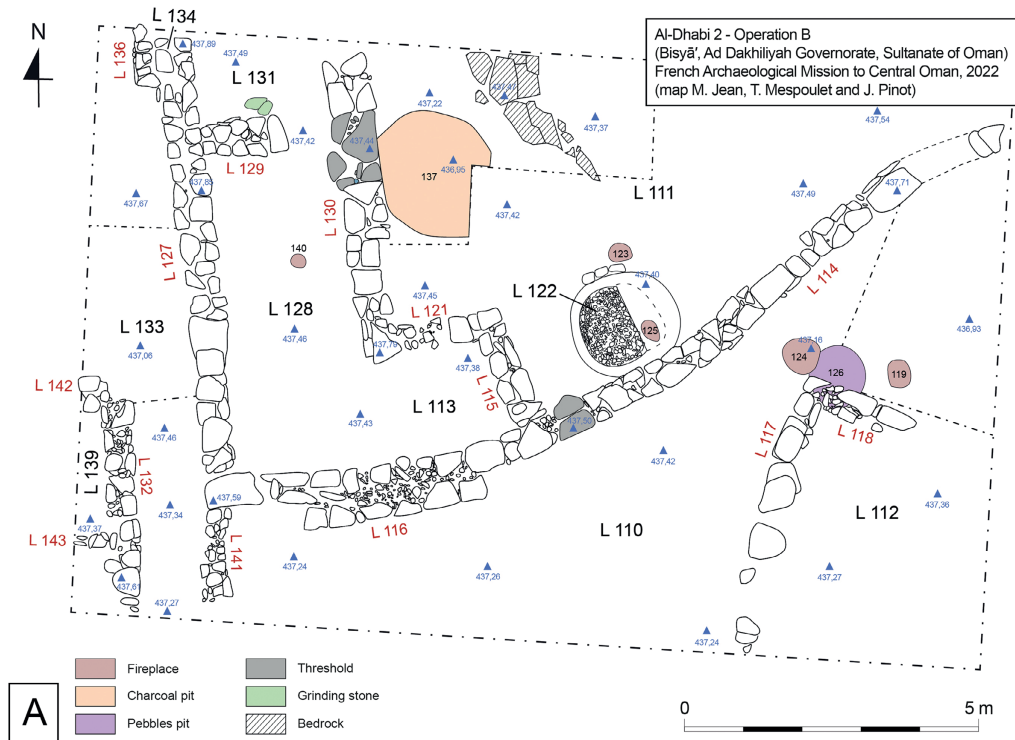 N
Al-Dhabi 2 - Operation B
(Bisyā′, Ad Dakhiliyah Governorate, Sultanate of Oman)
French Archaeological Mission to Central Oman, 2022
(map M. Jean, T. Mespoulet and J. Pinot)
L 134
L 136
437,89
437,49
L 131
437,42
L 129
437,44
437,22
437,47
437,37
437,54
137
436,95
437,67
437,85
L 130
437,42
L 111
437,49
437,71
L 127
140
L 128
437,46
437,45
L 121
123
L 122
437,40
125
L 114
L 133
437,06
437,79
437,38
L 115
436,93
437,16
124
126
119
L 142
L 113
437,43
437,46
L 139
L 132
437,50
437,42
L 117
L 118
437,59
437,34
437,37
L 143
L 141
L 116
L 110
L 112
437,36
437,61
437,24
437,26
437,27
437,27
437,24
A
Fireplace
Charcoal pit
Pebbles pit
Threshold
Grinding stone
Bedrock
0
5 m